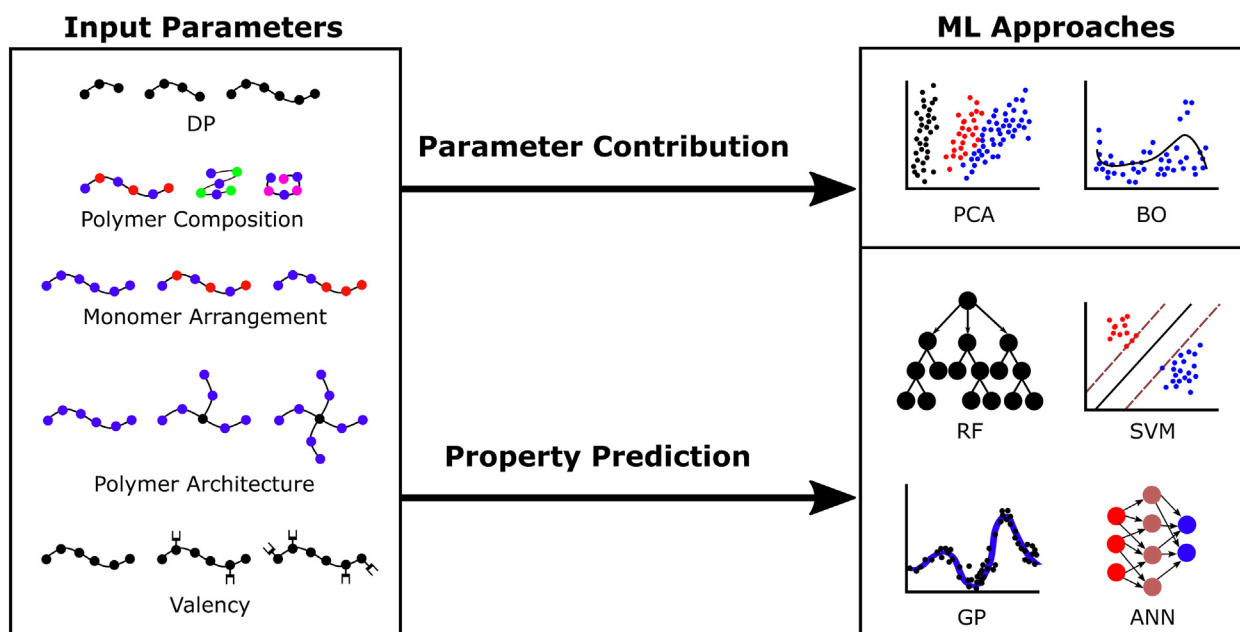 Input Parameters
DP
Polymer Composition
Monomer Arrangement
Polymer Architecture
Valency
Parameter Contribution
Property Prediction
ML Approaches
PCA
BO
RF
SVM
GP
ANN